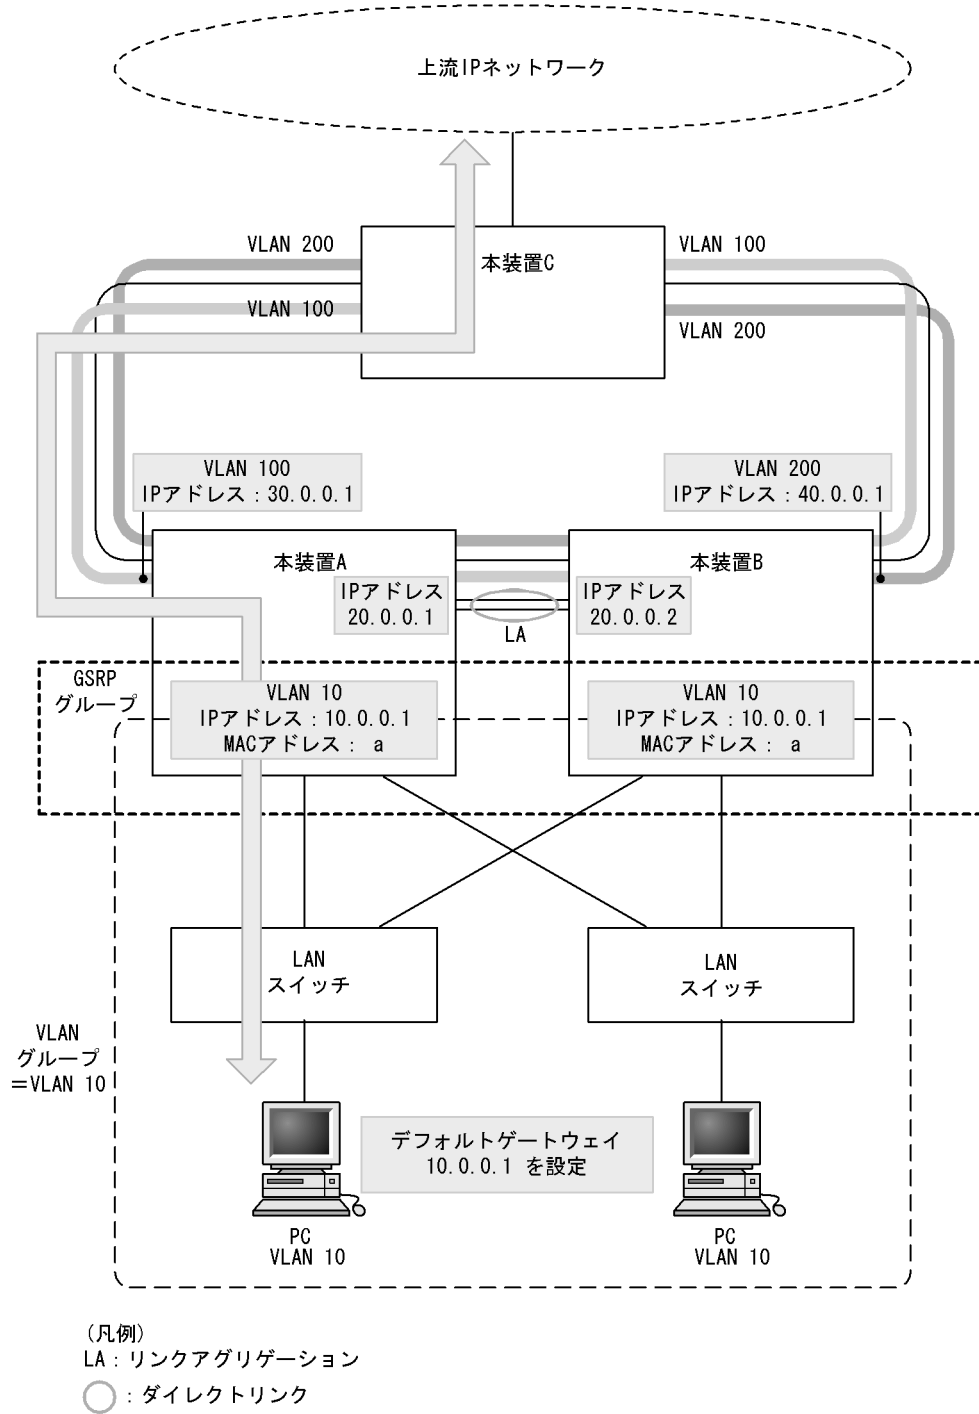 上流IPネットワーク
VLAN 200
VLAN 100
本装置C
VLAN 100
VLAN 200
VLAN 100
IPアドレス：30.0.0.1
VLAN 200
IPアドレス：40.0.0.1
本装置A
本装置B
IPアドレス
20.0.0.1
LA
IPアドレス
20.0.0.2
GSRP
グループ
VLAN 10
IPアドレス：10.0.0.1
MACアドレス： a
VLAN 10
IPアドレス：10.0.0.1
MACアドレス： a
LAN
スイッチ
LAN
スイッチ
VLAN
グループ
＝VLAN 10
デフォルトゲートウェイ
10.0.0.1 を設定
PC
VLAN 10
PC
VLAN 10
(凡例)
LA：リンクアグリゲーション
：ダイレクトリンク